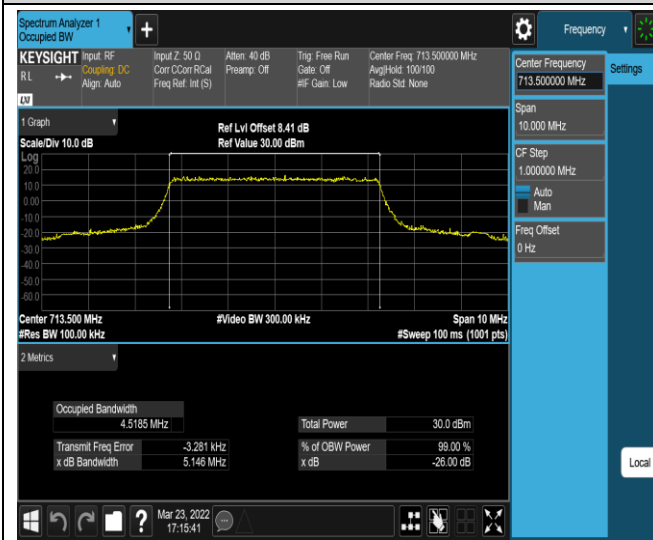 Spectrum Analyzer 1
Occupied BW
+
Frequency
KEYSIGHT
RL
LXI
Input: RF
Coupling: DC
Align: Auto
Input Z: 50 Ω
Corr CCorr RCal
Freq Ref: Int (S)
Atten: 40 dB
Preamp: Off
Trig: Free Run
Gate: Off
#IF Gain: Low
Center Freq: 713.500000 MHz
Avg|Hold: 100/100
Radio Std: None
Center Frequency
713.500000 MHz
Settings
Span
10.000 MHz
CF Step
1.000000 MHz
Auto
Man
Freq Offset
0 Hz
1 Graph
Scale/Div 10.0 dB
Ref Lvl Offset 8.41 dB
Ref Value 30.00 dBm
Log
20.0
10.0
0.00
-10.0
-20.0
-30.0
-40.0
-50.0
-60.0
Center 713.500 MHz
#Video BW 300.00 kHz
Span 10 MHz
#Res BW 100.00 kHz
#Sweep 100 ms (1001 pts)
2 Metrics
Occupied Bandwidth
4.5185 MHz
Total Power 30.0 dBm
Transmit Freq Error -3.281 kHz
% of OBW Power 99.00 %
x dB Bandwidth 5.146 MHz
x dB -26.00 dB
Local
?
Mar 23, 2022
17:15:41